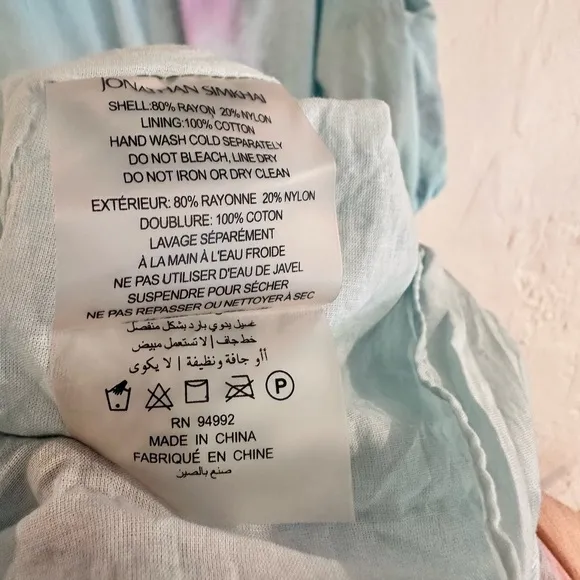 JONATHAN SIMKHAI
SHELL:80% RAYON 20% NYLON
LINING:100% COTTON
HAND WASH COLD SEPARATELY
DO NOT BLEACH, LINE DRY
DO NOT IRON OR DRY CLEAN
EXTÉRIEUR: 80% RAYONNE 20% NYLON
DOUBLURE: 100% COTON
LAVAGE SÉPARÉMENT
À LA MAIN À L'EAU FROIDE
NE PAS UTILISER D'EAU DE JAVEL
SUSPENDRE POUR SÉCHER
NE PAS REPASSER OU NETTOYER À SEC
غسيل يدوي بارد بشكل منفصل
خط جاف | لا تستعمل مبيض
أأو جافة ونظيفة | لا يكوى
P
RN 94992
MADE IN CHINA
FABRIQUÉ EN CHINE
صنع بالصين